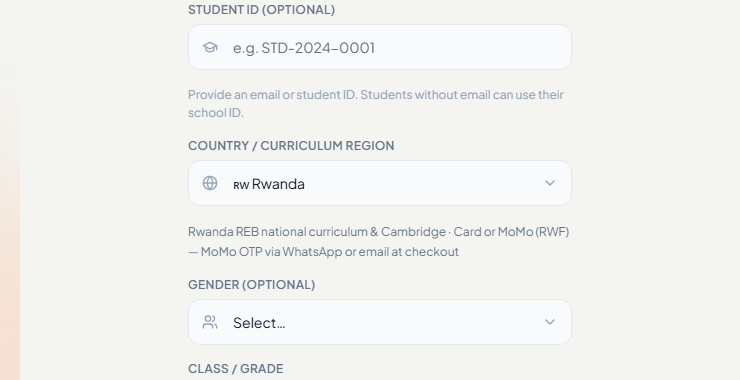 STUDENT ID (OPTIONAL)
e.g. STD-2024-0001
Provide an email or student ID. Students without email can use their
school ID.
COUNTRY / CURRICULUM REGION
RW Rwanda
Rwanda REB national curriculum & Cambridge · Card or MoMo (RWF)
— MoMo OTP via WhatsApp or email at checkout
GENDER (OPTIONAL)
Select...
CLASS / GRADE